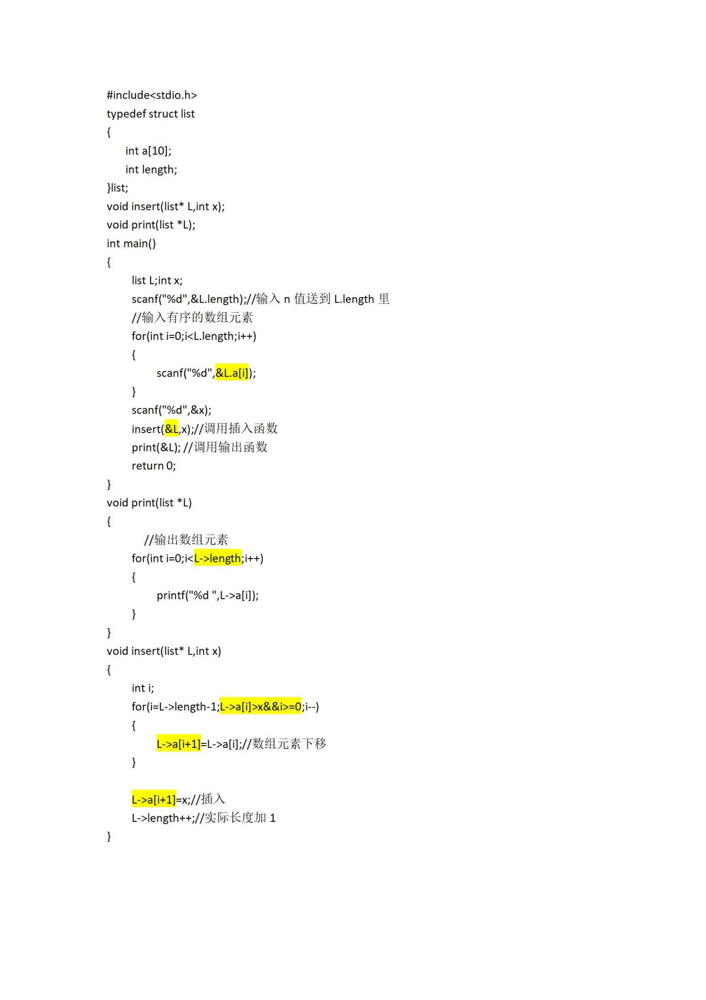 #include<stdio.h>
typedef struct list
{
int a[10];
int length;
}list;
void insert(list* L,int x);
void print(list *L);
int main()
{
list L;int x;
scanf("%d",&L.length);//输入 n 值送到 L.length 里
//输入有序的数组元素
for(int i=0;i<L.length;i++)
{
scanf("%d",&L.a[i]);
}
scanf("%d",&x);
insert(&L,x);//调用插入函数
print(&L); //调用输出函数
return 0;
}
void print(list *L)
{
//输出数组元素
for(int i=0;i<L->length;i++)
{
printf("%d ",L->a[i]);
}
}
void insert(list* L,int x)
{
int i;
for(i=L->length-1;L->a[i]>x&&i>=0;i--)
{
L->a[i+1]=L->a[i];//数组元素下移
}
L->a[i+1]=x;//插入
L->length++;//实际长度加 1
}